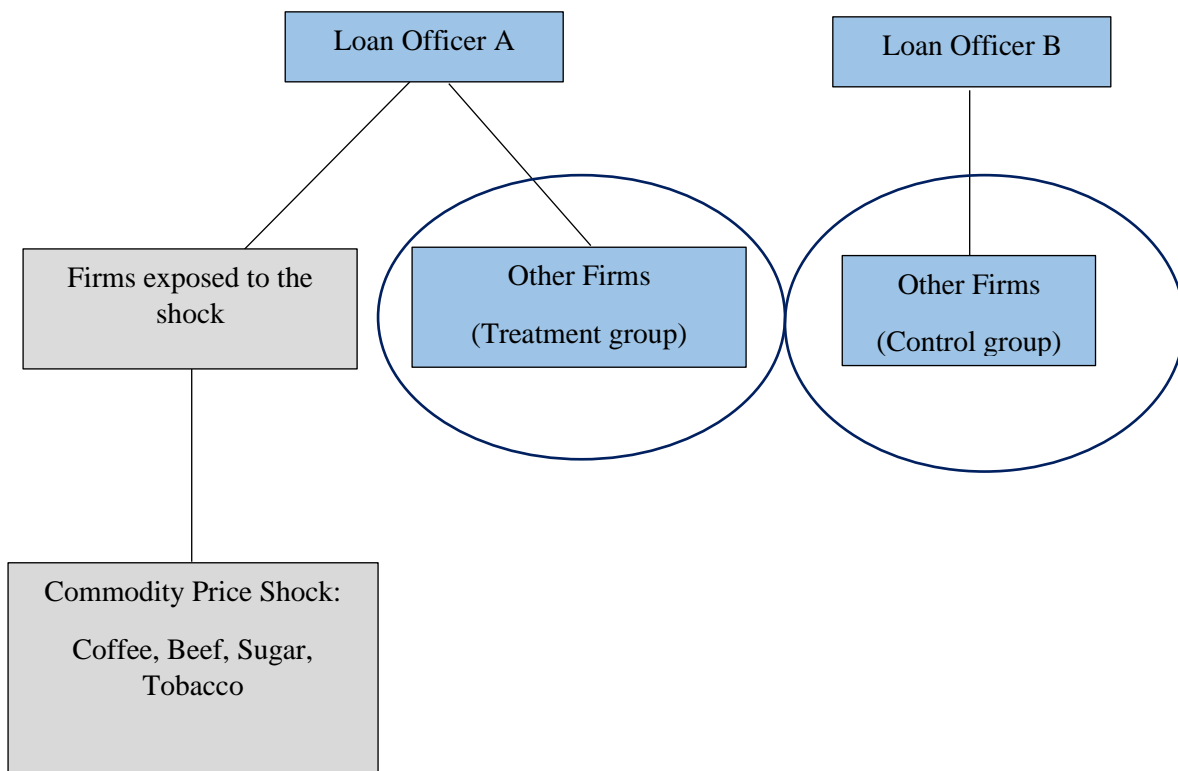 Loan Officer A
Loan Officer B
Firms exposed to the
shock
Other Firms
(Treatment group)
Other Firms
(Control group)
Commodity Price Shock:
Coffee, Beef, Sugar,
Tobacco